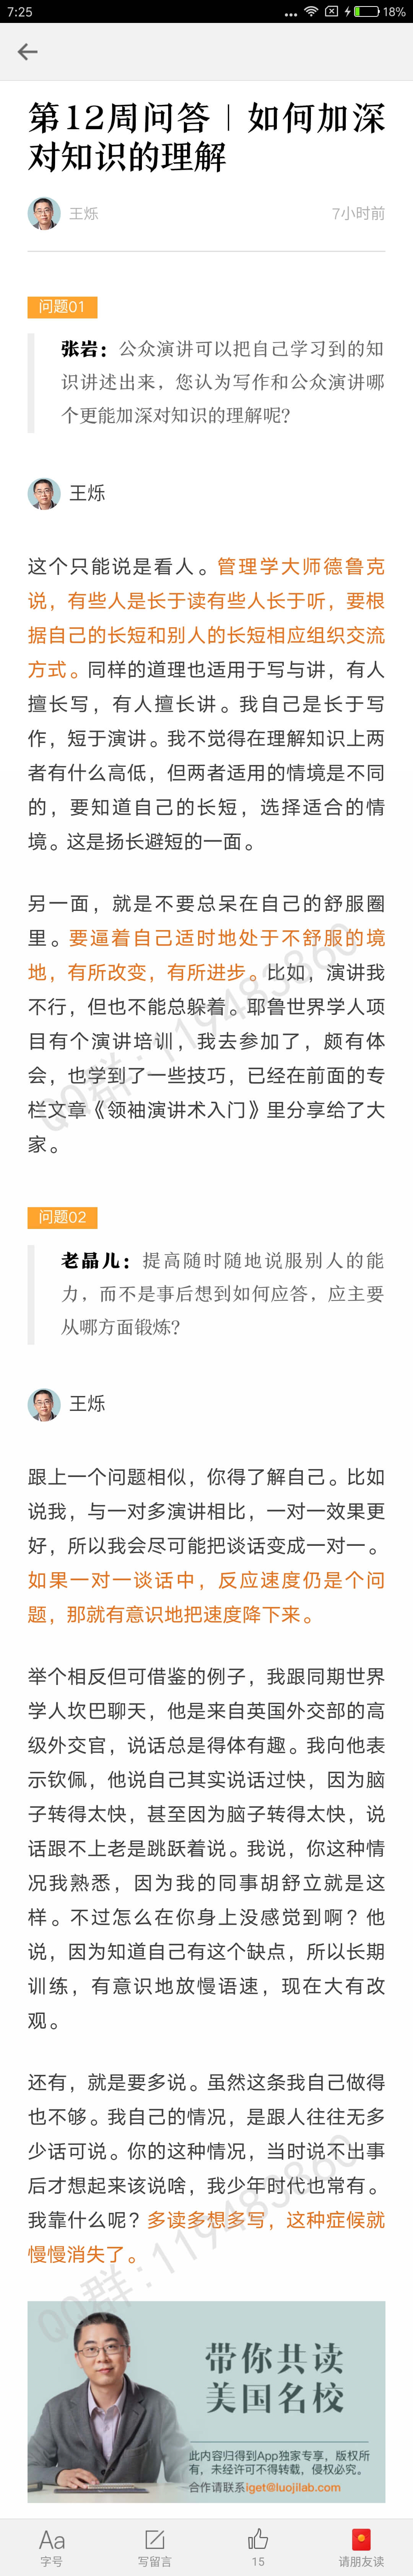 7:25
18%
第12周问答｜如何加深
对知识的理解
王烁
7小时前
问题01
张岩：公众演讲可以把自己学习到的知
识讲述出来，您认为写作和公众演讲哪
个更能加深对知识的理解呢？
王烁
这个只能说是看人。管理学大师德鲁克
说，有些人是长于读有些人长于听，要根
据自己的长短和别人的长短相应组织交流
方式。同样的道理也适用于写与讲，有人
擅长写，有人擅长讲。我自己是长于写
作，短于演讲。我不觉得在理解知识上两
者有什么高低，但两者适用的情境是不同
的，要知道自己的长短，选择适合的情
境。这是扬长避短的一面。
另一面，就是不要总呆在自己的舒服圈
里。要逼着自己适时地处于不舒服的境
地，有所改变，有所进步。比如，演讲我
不行，但也不能总躲着。耶鲁世界学人项
目有个演讲培训，我去参加了，颇有体
会，也学到了一些技巧，已经在前面的专
栏文章《领袖演讲术入门》里分享给了大
家。
QQ群:119483860
问题02
老晶儿：提高随时随地说服别人的能
力，而不是事后想到如何应答，应主要
从哪方面锻炼？
王烁
跟上一个问题相似，你得了解自己。比如
说我，与一对多演讲相比，一对一效果更
好，所以我会尽可能把谈话变成一对一。
如果一对一谈话中，反应速度仍是个问
题，那就有意识地把速度降下来。
举个相反但可借鉴的例子，我跟同期世界
学人坎巴聊天，他是来自英国外交部的高
级外交官，说话总是得体有趣。我向他表
示钦佩，他说自己其实说话过快，因为脑
子转得太快，甚至因为脑子转得太快，说
话跟不上老是跳跃着说。我说，你这种情
况我熟悉，因为我的同事胡舒立就是这
样。不过怎么在你身上没感觉到啊？他
说，因为知道自己有这个缺点，所以长期
训练，有意识地放慢语速，现在大有改
观。
还有，就是要多说。虽然这条我自己做得
也不够。我自己的情况，是跟人往往无多
少话可说。你的这种情况，当时说不出事
后才想起来该说啥，我少年时代也常有。
我靠什么呢？多读多想多写，这种症候就
慢慢消失了。
QQ群:119483860
带你共读
美国名校
此内容归得到App独家专享，版权所
有，未经许可不得转载，侵权必究。
合作请联系iget@luojilab.com
Aa
字号
写留言
15
请朋友读